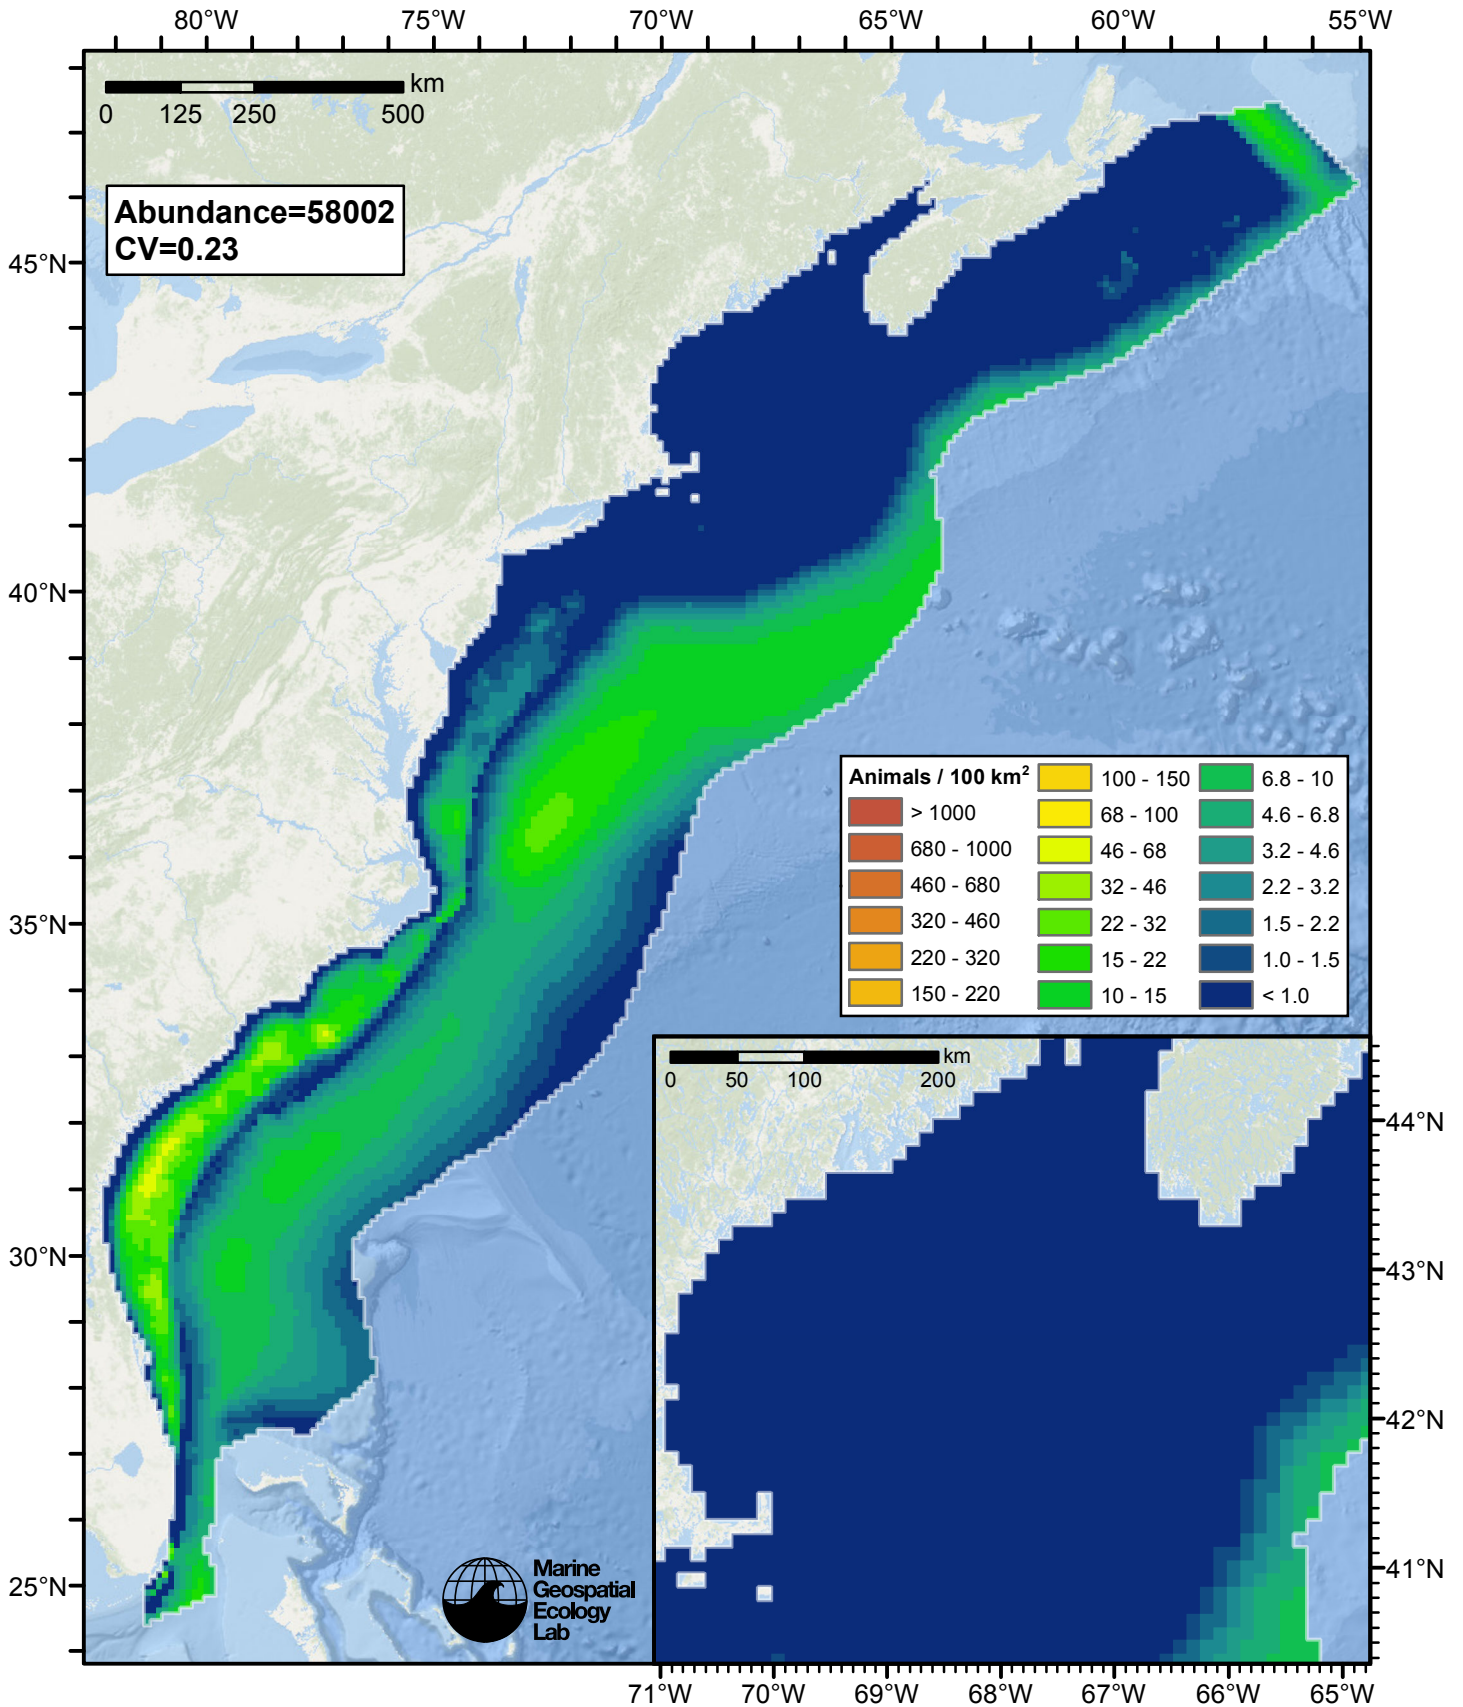 80°W 75°W 70°W 65°W 60°W 55°W
km
0 125 250 500
Abundance=58002
CV=0.23
45°N
40°N
35°N
30°N
25°N
Animals / 100 km²
> 1000
680 - 1000
460 - 680
320 - 460
220 - 320
150 - 220
100 - 150
68 - 100
46 - 68
32 - 46
22 - 32
15 - 22
10 - 15
6.8 - 10
4.6 - 6.8
3.2 - 4.6
2.2 - 3.2
1.5 - 2.2
1.0 - 1.5
< 1.0
km
0 50 100 200
44°N
43°N
42°N
41°N
Marine
Geospatial
Ecology
Lab
71°W 70°W 69°W 68°W 67°W 66°W 65°W